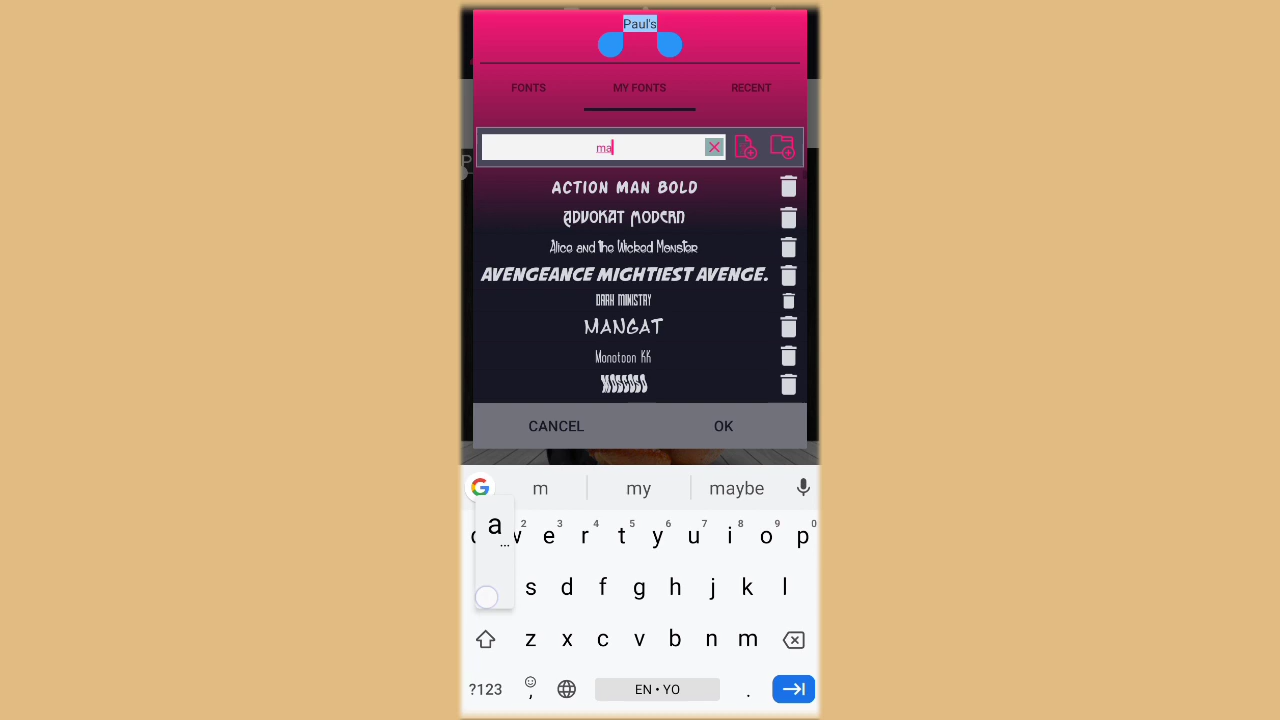 Paul's
FONTS MY FONTS RECENT
ma
ACTION MAN BOLD
ADVOKAT MODERN
Alice and the Wicked Monster
AVENGEANCE MIGHTIEST AVENGE.
DARK MINISTRY
MANGAT
Monotoon KK
CANCEL OK
m my maybe
a
...
2 3 4 5 6 7 8 9 0
e r t y u i o p
s d f g h j k l
z x c v b n m
?123 , EN • YO .